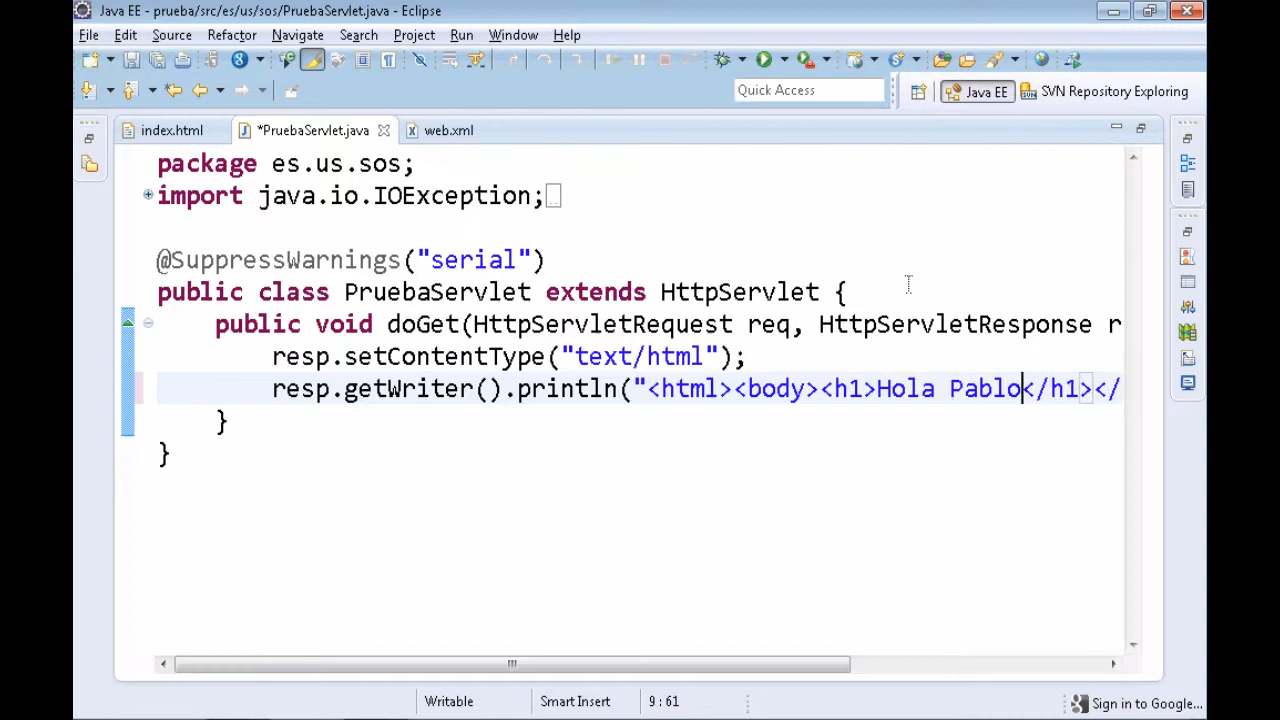 Java EE - prueba/src/es/us/sos/PruebaServlet.java - Eclipse
File Edit Source Refactor Navigate Search Project Run Window Help
Quick Access
Java EE
SVN Repository Exploring
index.html
*PruebaServlet.java
web.xml
package es.us.sos;
import java.io.IOException;
@SuppressWarnings("serial")
public class PruebaServlet extends HttpServlet {
public void doGet(HttpServletRequest req, HttpServletResponse r
resp.setContentType("text/html");
resp.getWriter().println("<html><body><h1>Hola Pablo</h1></
}
}
Writable
Smart Insert
9 : 61
Sign in to Google...